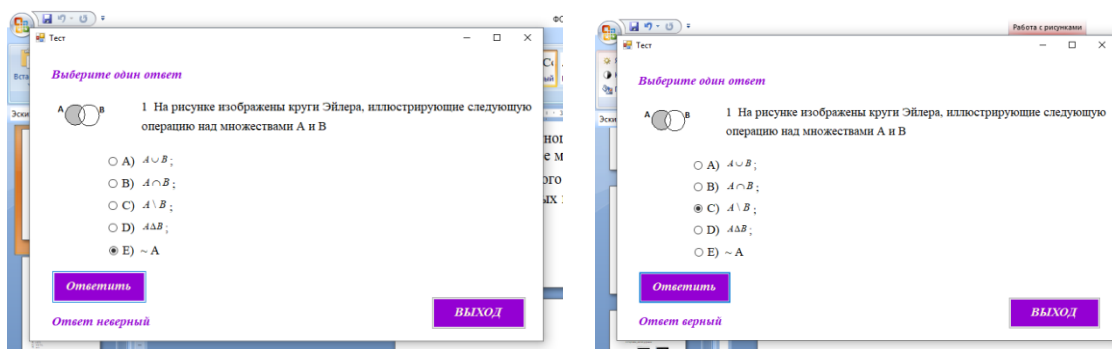 Тест
Выберите один ответ
A B
1 На рисунке изображены круги Эйлера, иллюстрирующие следующую
операцию над множествами A и B
A) A∪B;
B) A∩B;
C) A\B;
D) AΔB;
E) ~ A
Ответить
ВЫХОД
Ответ неверный
Работа с рисунками
Тест
Выберите один ответ
A B
1 На рисунке изображены круги Эйлера, иллюстрирующие следующую
операцию над множествами A и B
A) A∪B;
B) A∩B;
C) A\B;
D) AΔB;
E) ~ A
Ответить
ВЫХОД
Ответ верный